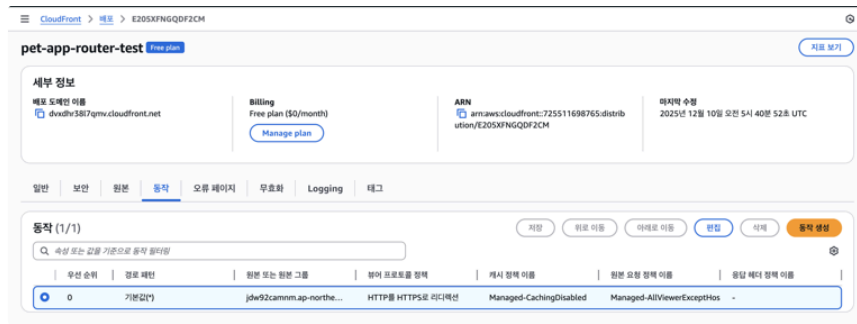 CloudFront > 배포 > E205XFNGQDF2CM
pet-app-router-test Free plan 지표 보기
세부 정보
배포 도메인 이름
dvxdhr38l7qmv.cloudfront.net
Billing
Free plan ($0/month)
Manage plan
ARN
arn:aws:cloudfront::725511698765:distrib
ution/E205XFNGQDF2CM
마지막 수정
2025년 12월 10일 오전 5시 40분 52초 UTC
일반 보안 원본 동작 오류 페이지 무효화 Logging 태그
동작 (1/1) 저장 위로 이동 아래로 이동 편집 삭제 동작 생성
속성 또는 값을 기준으로 동작 필터링
우선 순위 경로 패턴 원본 또는 원본 그룹 뷰어 프로토콜 정책 캐시 정책 이름 원본 요청 정책 이름 응답 헤더 정책 이름
0 기본값(*) jdw92camnm.ap-northe... HTTP를 HTTPS로 리디렉션 Managed-CachingDisabled Managed-AllViewerExceptHos -